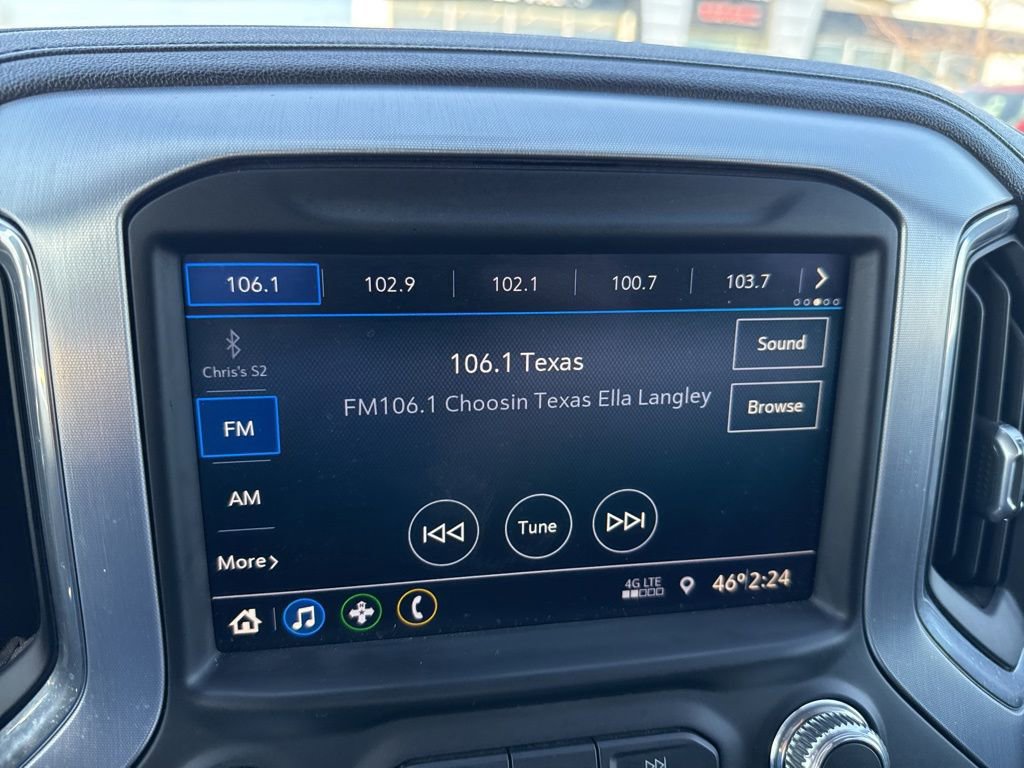 106.1 102.9 102.1 100.7 103.7
Chris's S2
106.1 Texas
Sound
FM106.1 Choosin Texas Ella Langley
Browse
FM
AM
Tune
More
4G LTE
46° 2:24